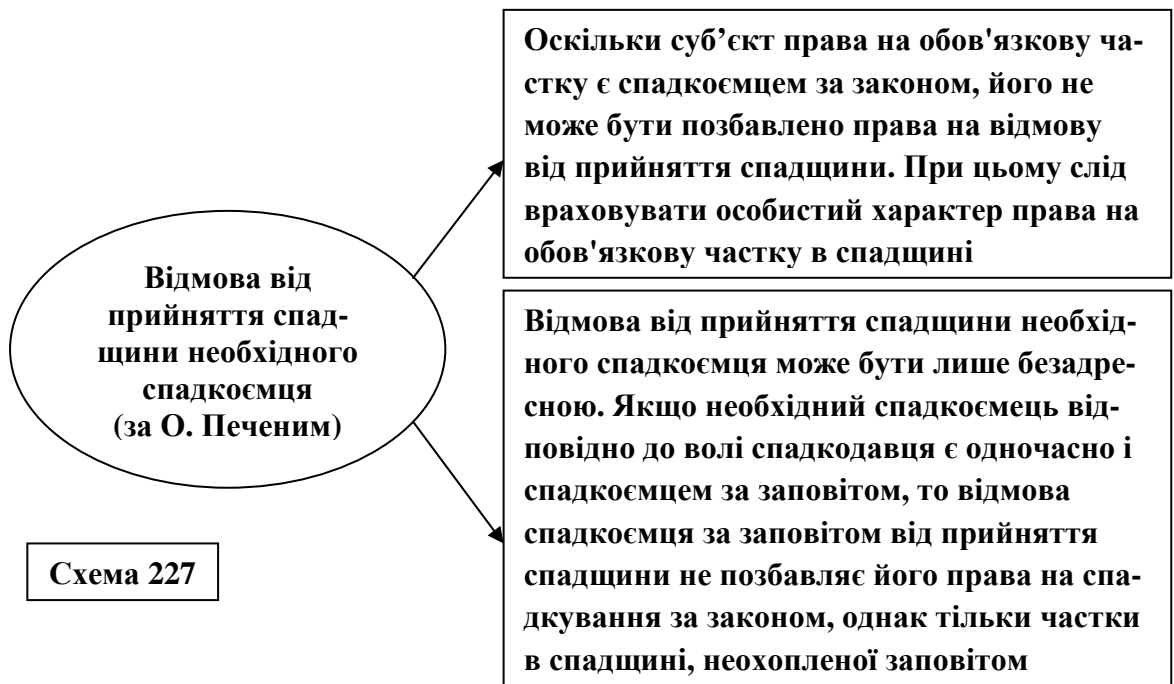 Оскільки суб’єкт права на обов'язкову ча-
стку є спадкоємцем за законом, його не
може бути позбавлено права на відмову
від прийняття спадщини. При цьому слід
враховувати особистий характер права на
обов'язкову частку в спадщині
Відмова від
прийняття спад-
щини необхідного
спадкоємця
(за О. Печеним)
Відмова від прийняття спадщини необхід-
ного спадкоємця може бути лише безадре-
сною. Якщо необхідний спадкоємець від-
повідно до волі спадкодавця є одночасно і
спадкоємцем за заповітом, то відмова
спадкоємця за заповітом від прийняття
спадщини не позбавляє його права на спа-
дкування за законом, однак тільки частки
в спадщині, неохопленої заповітом
Схема 227